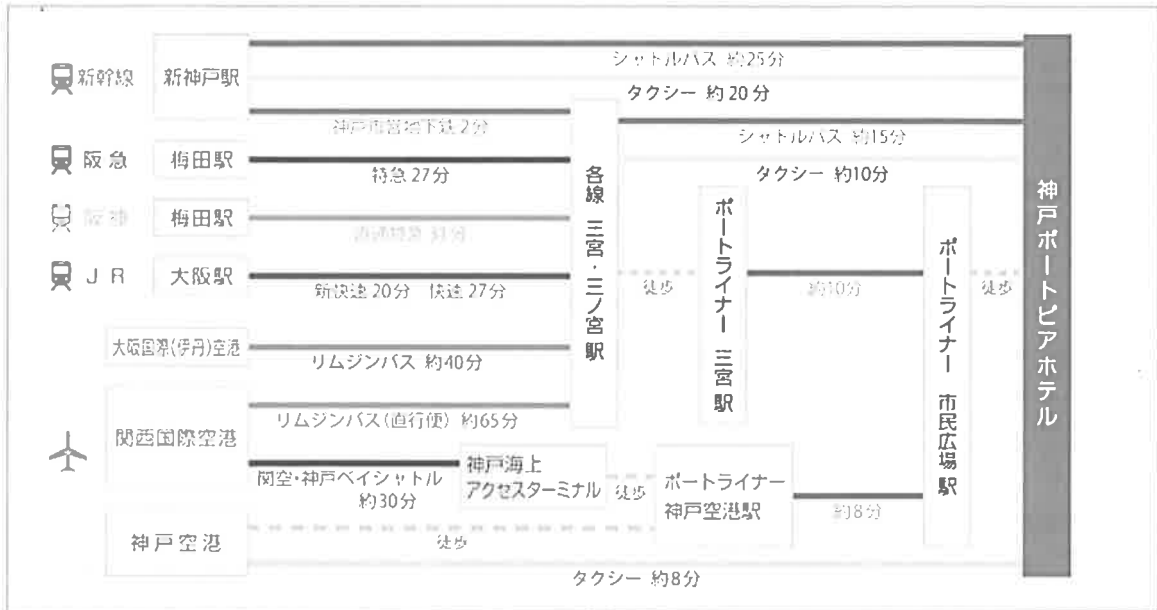 新幹線
新神戸駅
シャトルバス 約25分
タクシー 約20分
神戸市営地下鉄 2分
シャトルバス 約15分
タクシー 約10分
阪急
梅田駅
特急 27分
阪神
梅田駅
直通特急 31分
JR
大阪駅
新快速 20分 快速 27分
各線 三宮・三ノ宮駅
徒歩
ポートライナー 三宮駅
約10分
ポートライナー 市民広場駅
徒歩
神戸ポートピアホテル
大阪国際(伊丹)空港
リムジンバス 約40分
関西国際空港
リムジンバス(直行便) 約65分
関空・神戸ベイシャトル
約30分
神戸海上
アクセスターミナル
徒歩
ポートライナー
神戸空港駅
約8分
神戸空港
徒歩
タクシー 約8分